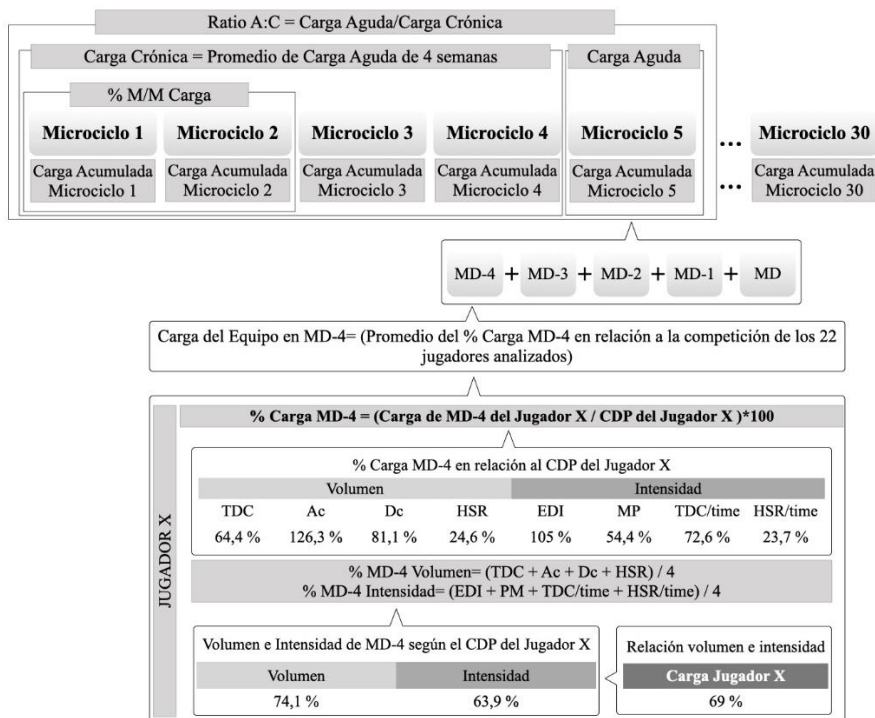 Ratio A:C = Carga Aguda/Carga Crónica
Carga Crónica = Promedio de Carga Aguda de 4 semanas
Carga Aguda
% M/M Carga
Microciclo 1
Microciclo 2
Microciclo 3
Microciclo 4
Microciclo 5
...
Microciclo 30
Carga Acumulada
Microciclo 1
Carga Acumulada
Microciclo 2
Carga Acumulada
Microciclo 3
Carga Acumulada
Microciclo 4
Carga Acumulada
Microciclo 5
...
Carga Acumulada
Microciclo 30
MD-4 + MD-3 + MD-2 + MD-1 + MD
Carga del Equipo en MD-4= (Promedio del % Carga MD-4 en relación a la competición de los 22
jugadores analizados)
JUGADOR X
% Carga MD-4 = (Carga de MD-4 del Jugador X / CDP del Jugador X )*100
% Carga MD-4 en relación al CDP del Jugador X
Volumen Intensidad
TDC Ac Dc HSR EDI MP TDC/time HSR/time
64,4 % 126,3 % 81,1 % 24,6 % 105 % 54,4 % 72,6 % 23,7 %
% MD-4 Volumen= (TDC + Ac + Dc + HSR) / 4
% MD-4 Intensidad= (EDI + PM + TDC/time + HSR/time) / 4
Volumen e Intensidad de MD-4 según el CDP del Jugador X
Volumen Intensidad
74,1 % 63,9 %
Relación volumen e intensidad
Carga Jugador X
69 %